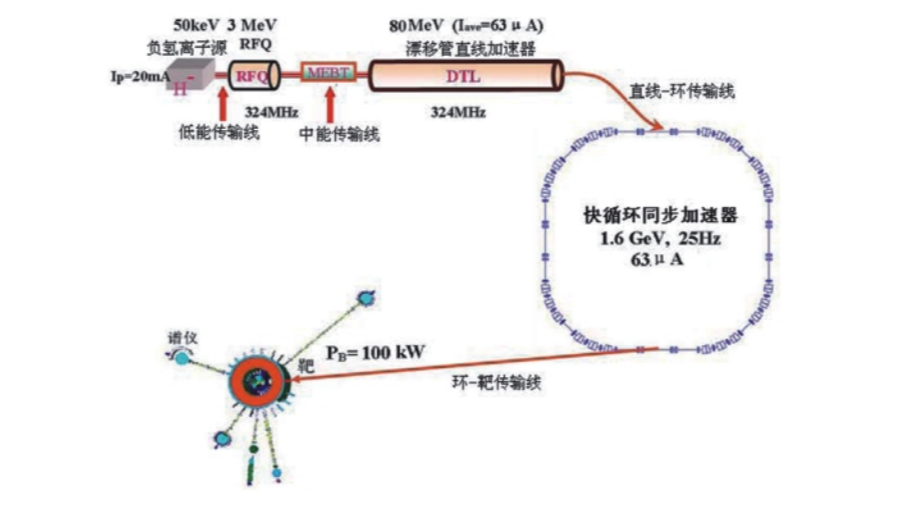 50keV 3 MeV
负氢离子源 RFQ
Ip=20mA
H⁻
RFQ
MEBT
80MeV (Iave=63μA)
漂移管直线加速器
DTL
324MHz
324MHz
低能传输线
中能传输线
直线-环传输线
快循环同步加速器
1.6 GeV, 25Hz
63μA
谱仪
靶
PB=100 kW
环-靶传输线